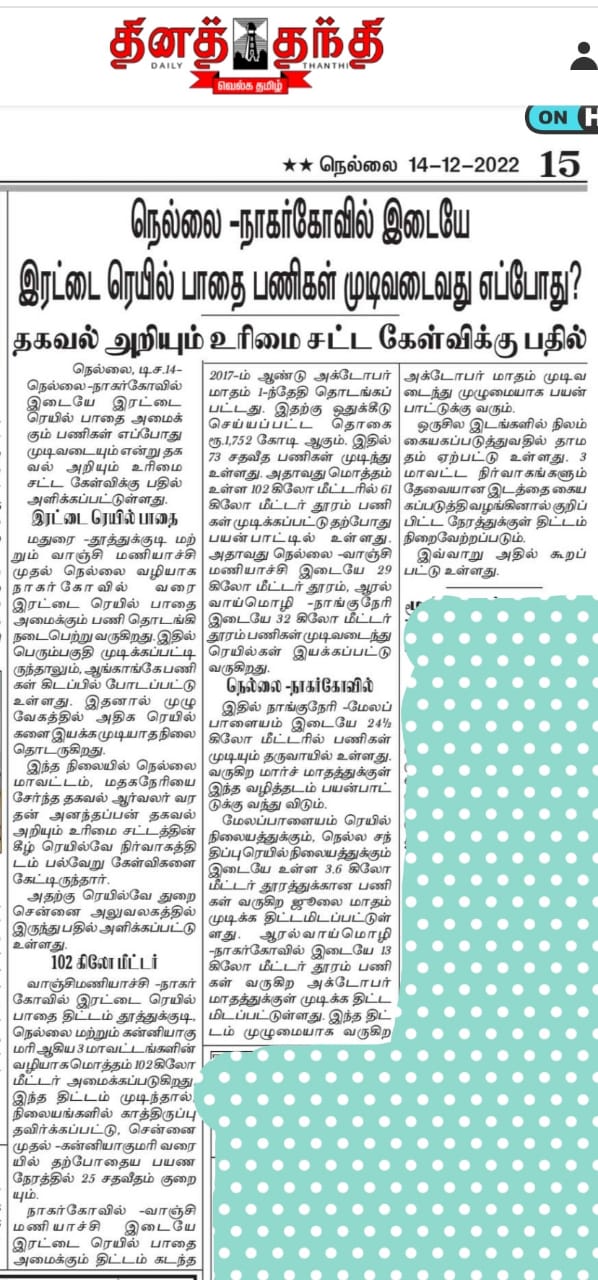 தினத் தந்தி
DAILY THANTHI
வெல்க தமிழ்
ON
★★ நெல்லை 14-12-2022 15
நெல்லை -நாகர்கோவில் இடையே
இரட்டை ரெயில் பாதை பணிகள் முடிவடைவது எப்போது?
தகவல் அறியும் உரிமை சட்ட கேள்விக்கு பதில்
நெல்லை, டிச.14-
நெல்லை-நாகர்கோவில்
இடையே இரட்டை
ரெயில் பாதை அமைக்
கும் பணிகள் எப்போது
முடிவடையும் என்று தக
வல் அறியும் உரிமை
சட்ட கேள்விக்கு பதில்
அளிக்கப்பட்டுள்ளது.
இரட்டை ரெயில் பாதை
மதுரை -தூத்துக்குடி மற்
றும் வாஞ்சி மணியாச்சி
முதல் நெல்லை வழியாக
நாகர்கோவில் வரை
இரட்டை ரெயில் பாதை
அமைக்கும் பணி தொடங்கி
நடைபெற்று வருகிறது. இதில்
பெரும்பகுதி முடிக்கப்பட்டி
ருந்தாலும், ஆங்காங்கே பணி
கள் கிடப்பில் போடப்பட்டு
உள்ளது. இதனால் முழு
வேகத்தில் அதிக ரெயில்
களை இயக்க முடியாத நிலை
தொடருகிறது.
இந்த நிலையில் நெல்லை
மாவட்டம், மதகநேரியை
சேர்ந்த தகவல் ஆர்வலர் வர
தன் அனந்தப்பன் தகவல்
அறியும் உரிமை சட்டத்தின்
கீழ் ரெயில்வே நிர்வாகத்தி
டம் பல்வேறு கேள்விகளை
கேட்டிருந்தார்.
அதற்கு ரெயில்வே துறை
சென்னை அலுவலகத்தில்
இருந்து பதில் அளிக்கப்பட்டு
உள்ளது.
102 கிலோ மீட்டர்
வாஞ்சிமணியாச்சி -நாகர்
கோவில் இரட்டை ரெயில்
பாதை திட்டம் தூத்துக்குடி,
நெல்லை மற்றும் கன்னியாகு
மரி ஆகிய 3 மாவட்டங்களின்
வழியாக மொத்தம் 102 கிலோ
மீட்டர் அமைக்கப்படுகிறது.
இந்த திட்டம் முடிந்தால்,
நிலையங்களில் காத்திருப்பு
தவிர்க்கப்பட்டு, சென்னை
முதல் -கன்னியாகுமரி வரை
யில் தற்போதைய பயண
நேரத்தில் 25 சதவீதம் குறை
யும்.
நாகர்கோவில் -வாஞ்சி
மணியாச்சி இடையே
இரட்டை ரெயில் பாதை
அமைக்கும் திட்டம் கடந்த
2017-ம் ஆண்டு அக்டோபர்
மாதம் 1-ந்தேதி தொடங்கப்
பட்டது. இதற்கு ஒதுக்கீடு
செய்யப்பட்ட தொகை
ரூ.1,752 கோடி ஆகும். இதில்
73 சதவீத பணிகள் முடிந்து
உள்ளது. அதாவது மொத்தம்
உள்ள 102 கிலோ மீட்டரில் 61
கிலோ மீட்டர் தூரம் பணி
கள் முடிக்கப்பட்டு தற்போது
பயன்பாட்டில் உள்ளது.
அதாவது நெல்லை -வாஞ்சி
மணியாச்சி இடையே 29
கிலோ மீட்டர் தூரம், ஆரல்
வாய்மொழி -நாங்குநேரி
இடையே 32 கிலோ மீட்டர்
தூரம் பணிகள் முடிவடைந்து
ரெயில்கள் இயக்கப்பட்டு
வருகிறது.
நெல்லை -நாகர்கோவில்
இதில் நாங்குநேரி -மேலப்
பாளையம் இடையே 24½
கிலோ மீட்டரில் பணிகள்
முடியும் தருவாயில் உள்ளது.
வருகிற மார்ச் மாதத்துக்குள்
இந்த வழித்தடம் பயன்பாட்
டுக்கு வந்து விடும்.
மேலப்பாளையம் ரெயில்
நிலையத்துக்கும், நெல்லை சந்
திப்பு ரெயில் நிலையத்துக்கும்
இடையே உள்ள 3.6 கிலோ
மீட்டர் தூரத்துக்கான பணி
கள் வருகிற ஜூலை மாதம்
முடிக்க திட்டமிடப்பட்டுள்
ளது. ஆரல்வாய்மொழி
-நாகர்கோவில் இடையே 13
கிலோ மீட்டர் தூரம் பணி
கள் வருகிற அக்டோபர்
மாதத்துக்குள் முடிக்க திட்ட
மிடப்பட்டுள்ளது. இந்த திட்
டம் முழுமையாக வருகிற
அக்டோபர் மாதம் முடிவ
டைந்து முழுமையாக பயன்
பாட்டுக்கு வரும்.
ஒருசில இடங்களில் நிலம்
கையகப்படுத்துவதில் தாம
தம் ஏற்பட்டு உள்ளது. 3
மாவட்ட நிர்வாகங்களும்
தேவையான இடத்தை கைய
கப்படுத்தி வழங்கினால் குறிப்
பிட்ட நேரத்துக்குள் திட்டம்
நிறைவேற்றப்படும்.
இவ்வாறு அதில் கூறப்
பட்டு உள்ளது.